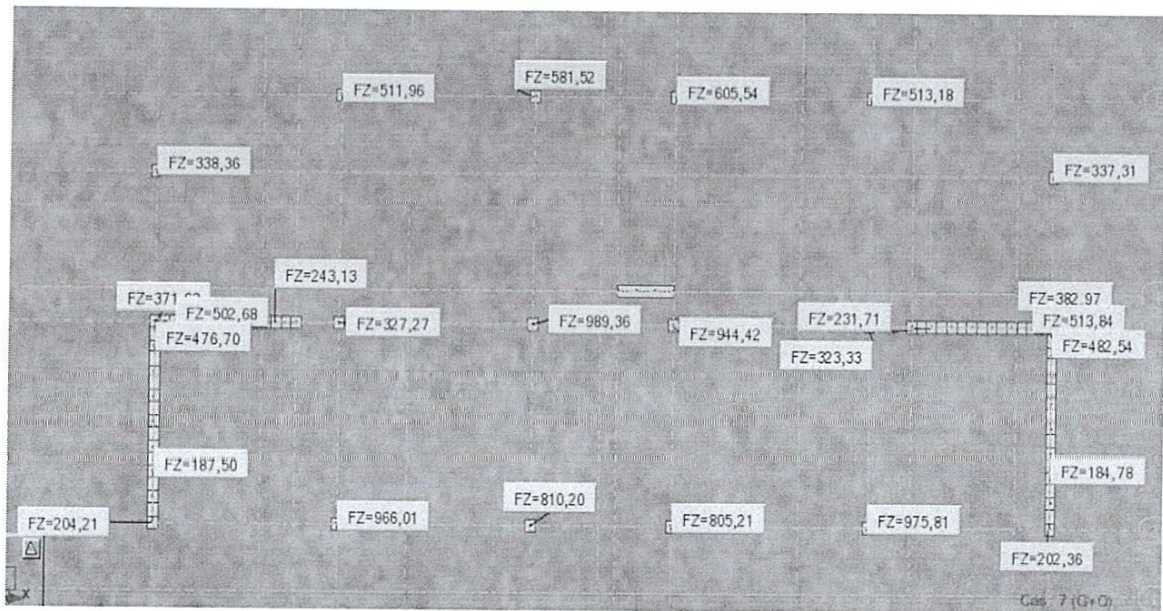 FZ=581,52
FZ=511,96
FZ=605,54
FZ=513,18
FZ=338,36
FZ=337,31
FZ=243,13
FZ=382,97
FZ=502,68
FZ=231,71
FZ=513,84
FZ=327,27
FZ=989,36
FZ=944,42
FZ=476,70
FZ=482,54
FZ=323,33
FZ=187,50
FZ=184,78
FZ=810,20
FZ=204,21
FZ=966,01
FZ=805,21
FZ=975,81
FZ=202,36
X
Cas: 7 (G+Q)